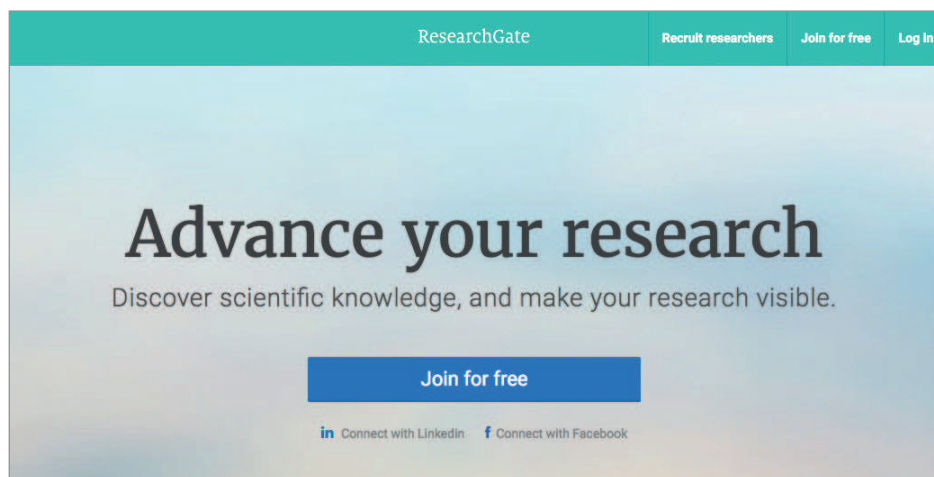 ResearchGate Recruit researchers Join for free Log in
Advance your research
Discover scientific knowledge, and make your research visible.
Join for free
in Connect with Linkedin f Connect with Facebook